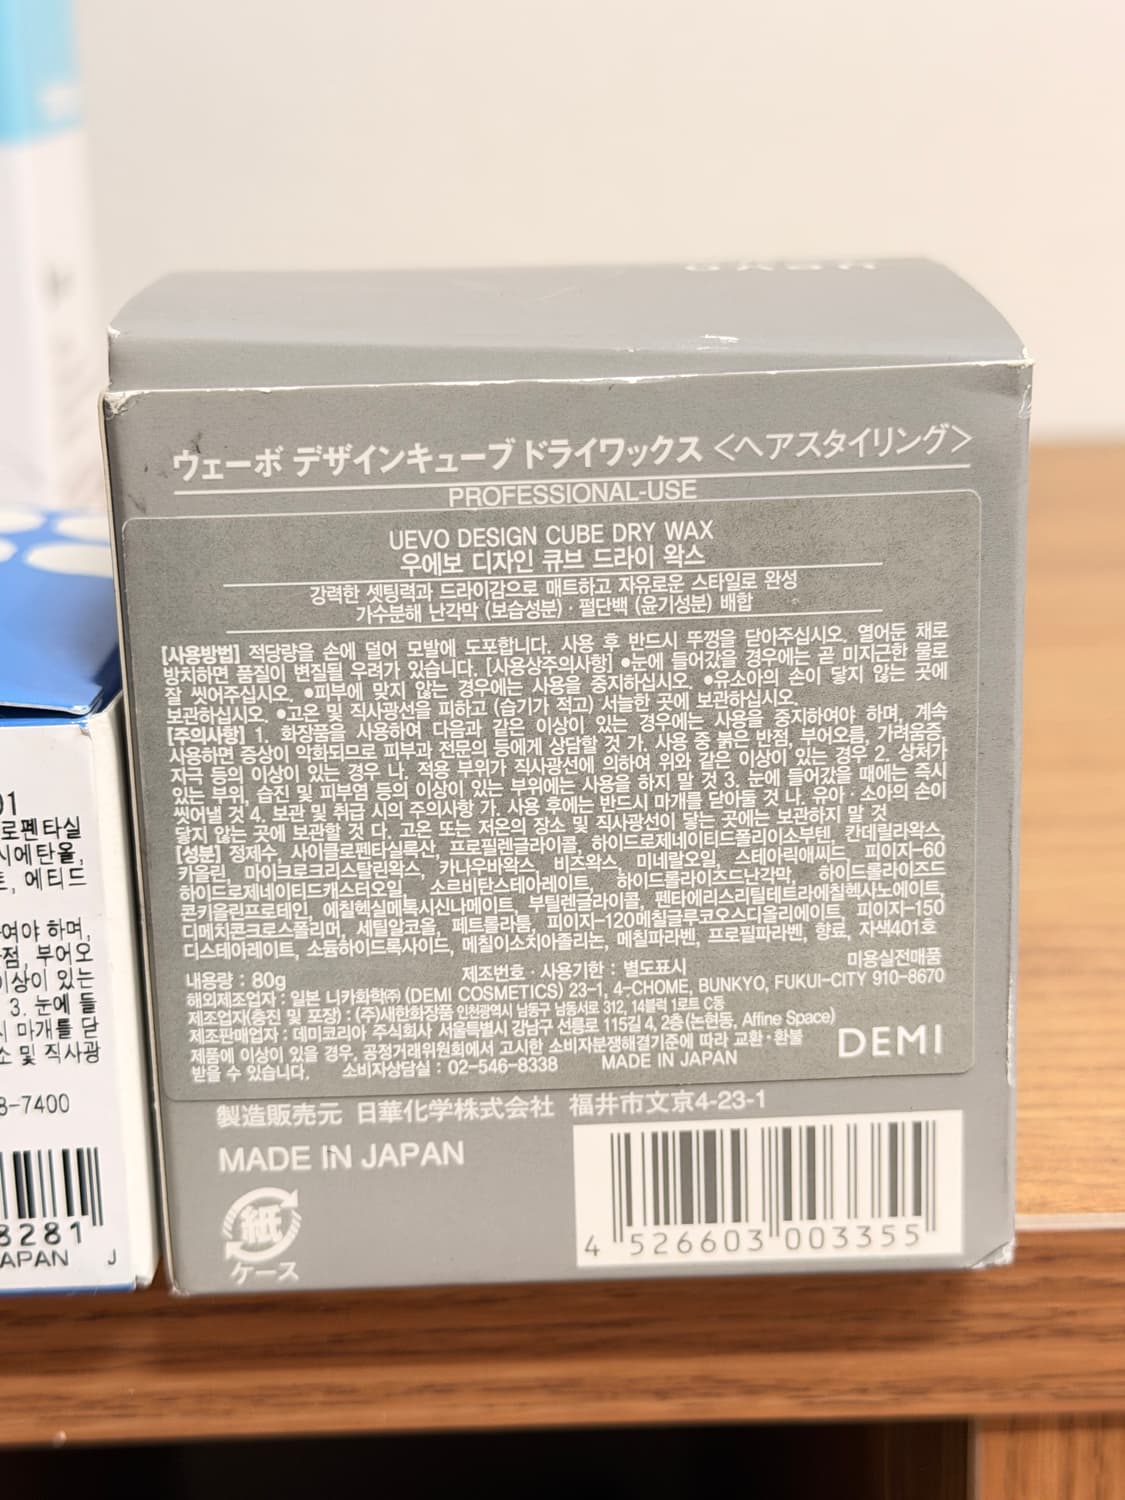 ウェーボ デザインキューブ ドライワックス <ヘアスタイリング>
PROFESSIONAL-USE
UEVO DESIGN CUBE DRY WAX
우에보 디자인 큐브 드라이 왁스
강력한 셋팅력과 드라이감으로 매트하고 자유로운 스타일로 완성
가수분해 난각막 (보습성분) · 펄단백 (윤기성분) 배합
[사용방법] 적당량을 손에 덜어 모발에 도포합니다. 사용 후 반드시 뚜껑을 닫아주십시오. 열어둔 채로
방치하면 품질이 변질될 우려가 있습니다. [사용상주의사항] ●눈에 들어갔을 경우에는 곧 미지근한 물로
잘 씻어주십시오. ●피부에 맞지 않는 경우에는 사용을 중지하십시오. ●유소아의 손이 닿지 않는 곳에
보관하십시오. ●고온 및 직사광선을 피하고 (습기가 적고) 서늘한 곳에 보관하십시오.
[주의사항] 1. 화장품을 사용하여 다음과 같은 이상이 있는 경우에는 사용을 중지하여야 하며, 계속
사용하면 증상이 악화되므로 피부과 전문의 등에게 상담할 것 가. 사용 중 붉은 반점, 부어오름, 가려움증,
자극 등의 이상이 있는 경우 나. 적용 부위가 직사광선에 의하여 위와 같은 이상이 있는 경우 2. 상처가
있는 부위, 습진 및 피부염 등의 이상이 있는 부위에는 사용을 하지 말 것 3. 눈에 들어갔을 때에는 즉시
씻어낼 것 4. 보관 및 취급 시의 주의사항 가. 사용 후에는 반드시 마개를 닫아둘 것 나. 유아 · 소아의 손이
닿지 않는 곳에 보관할 것 다. 고온 또는 저온의 장소 및 직사광선이 닿는 곳에는 보관하지 말 것
[성분] 정제수, 사이클로펜타실록산, 프로필렌글라이콜, 하이드로제네이티드폴리이소부텐, 칸데릴라왁스,
카올린, 마이크로크리스탈린왁스, 카나우바왁스, 비즈왁스, 미네랄오일, 스테아릭애씨드, 피이지-60
하이드로제네이티드캐스터오일, 소르비탄스테아레이트, 하이드롤라이즈드난각막, 하이드롤라이즈드
콘키올린프로테인, 에칠헥실메톡시신나메이트, 부틸렌글라이콜, 펜타에리스리틸테트라에칠헥사노에이트,
디메치콘크로스폴리머, 세틸알코올, 페트롤라툼, 피이지-120메칠글루코오스디올리에이트, 피이지-150
디스테아레이트, 소듐하이드록사이드, 메칠이소치아졸리논, 메칠파라벤, 프로필파라벤, 향료, 자색401호
내용량 : 80g 제조번호 · 사용기한 : 별도표시 미용실전매품
해외제조업자 : 일본 니카화학㈜ (DEMI COSMETICS) 23-1, 4-CHOME, BUNKYO, FUKUI-CITY 910-8670
제조업자(충진 및 포장) : (주)새한화장품 인천광역시 남동구 남동서로 312, 14블럭 1로트 C동
제조판매업자 : 데미코리아 주식회사 서울특별시 강남구 선릉로 115길 4, 2층 (논현동, Affine Space)
제품에 이상이 있을 경우, 공정거래위원회에서 고시한 소비자분쟁해결기준에 따라 교환 · 환불
받을 수 있습니다. 소비자상담실 : 02-546-8338 MADE IN JAPAN
DEMI
製造販売元 日華化学株式会社 福井市文京4-23-1
MADE IN JAPAN
紙
ケース
4 526603 003355
01
로펜타실
시에탄올,
트, 에티드
여야 하며,
점, 부어오
이상이 있는
3. 눈에 들
시 마개를 닫
소 및 직사광
8-7400
8281
APAN J